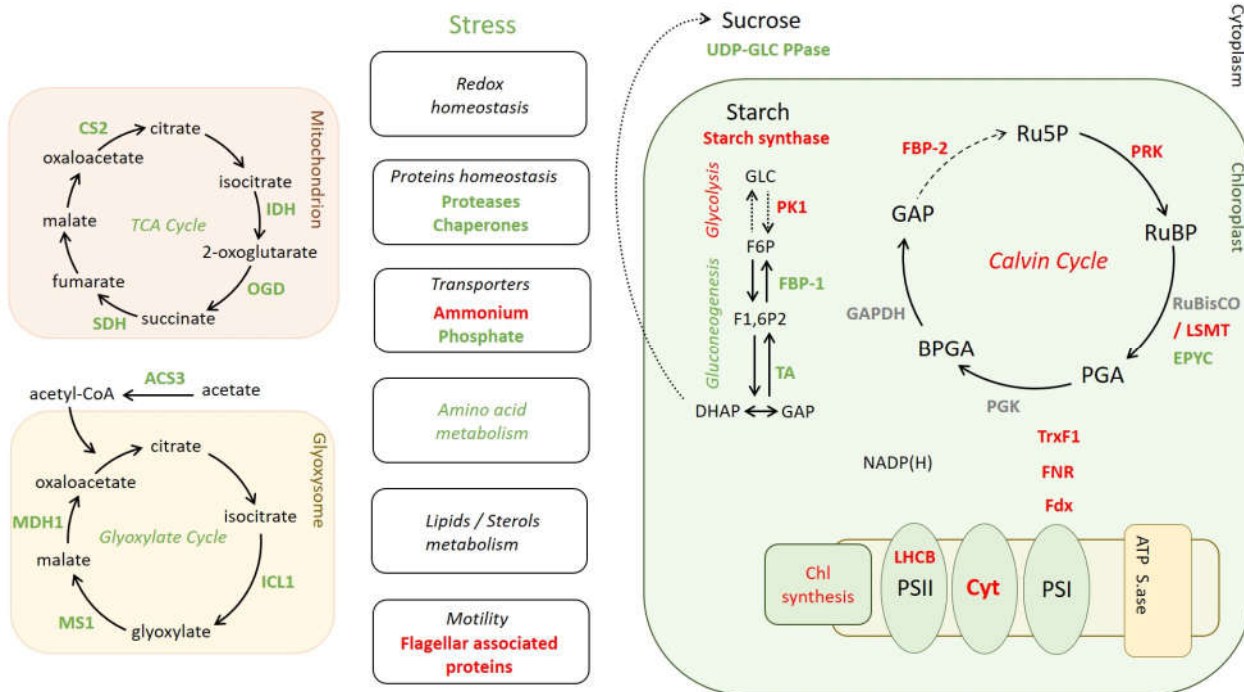 Mitochondrion
CS2
citrate
oxaloacetate
isocitrate
IDH
malate
TCA Cycle
2-oxoglutarate
fumarate
OGD
SDH
succinate
ACS3
acetyl-CoA
acetate
Glyoxysome
citrate
oxaloacetate
isocitrate
MDH1
Glyoxylate Cycle
malate
ICL1
MS1
glyoxylate
Stress
Redox
homeostasis
Proteins homeostasis
Proteases
Chaperones
Transporters
Ammonium
Phosphate
Amino acid
metabolism
Lipids / Sterols
metabolism
Motility
Flagellar associated
proteins
Sucrose
UDP-GLC PPase
Cytoplasm
Chloroplast
Starch
Starch synthase
Glycolysis
GLC
PK1
F6P
Gluconeogenesis
FBP-1
F1,6P2
TA
DHAP
GAP
Ru5P
FBP-2
PRK
GAP
RuBP
Calvin Cycle
GAPDH
RuBisCO
/ LSMT
EPYC
BPGA
PGA
PGK
TrxF1
NADP(H)
FNR
Fdx
Chl
synthesis
LHCB
PSII
Cyt
PSI
ATP S.ase